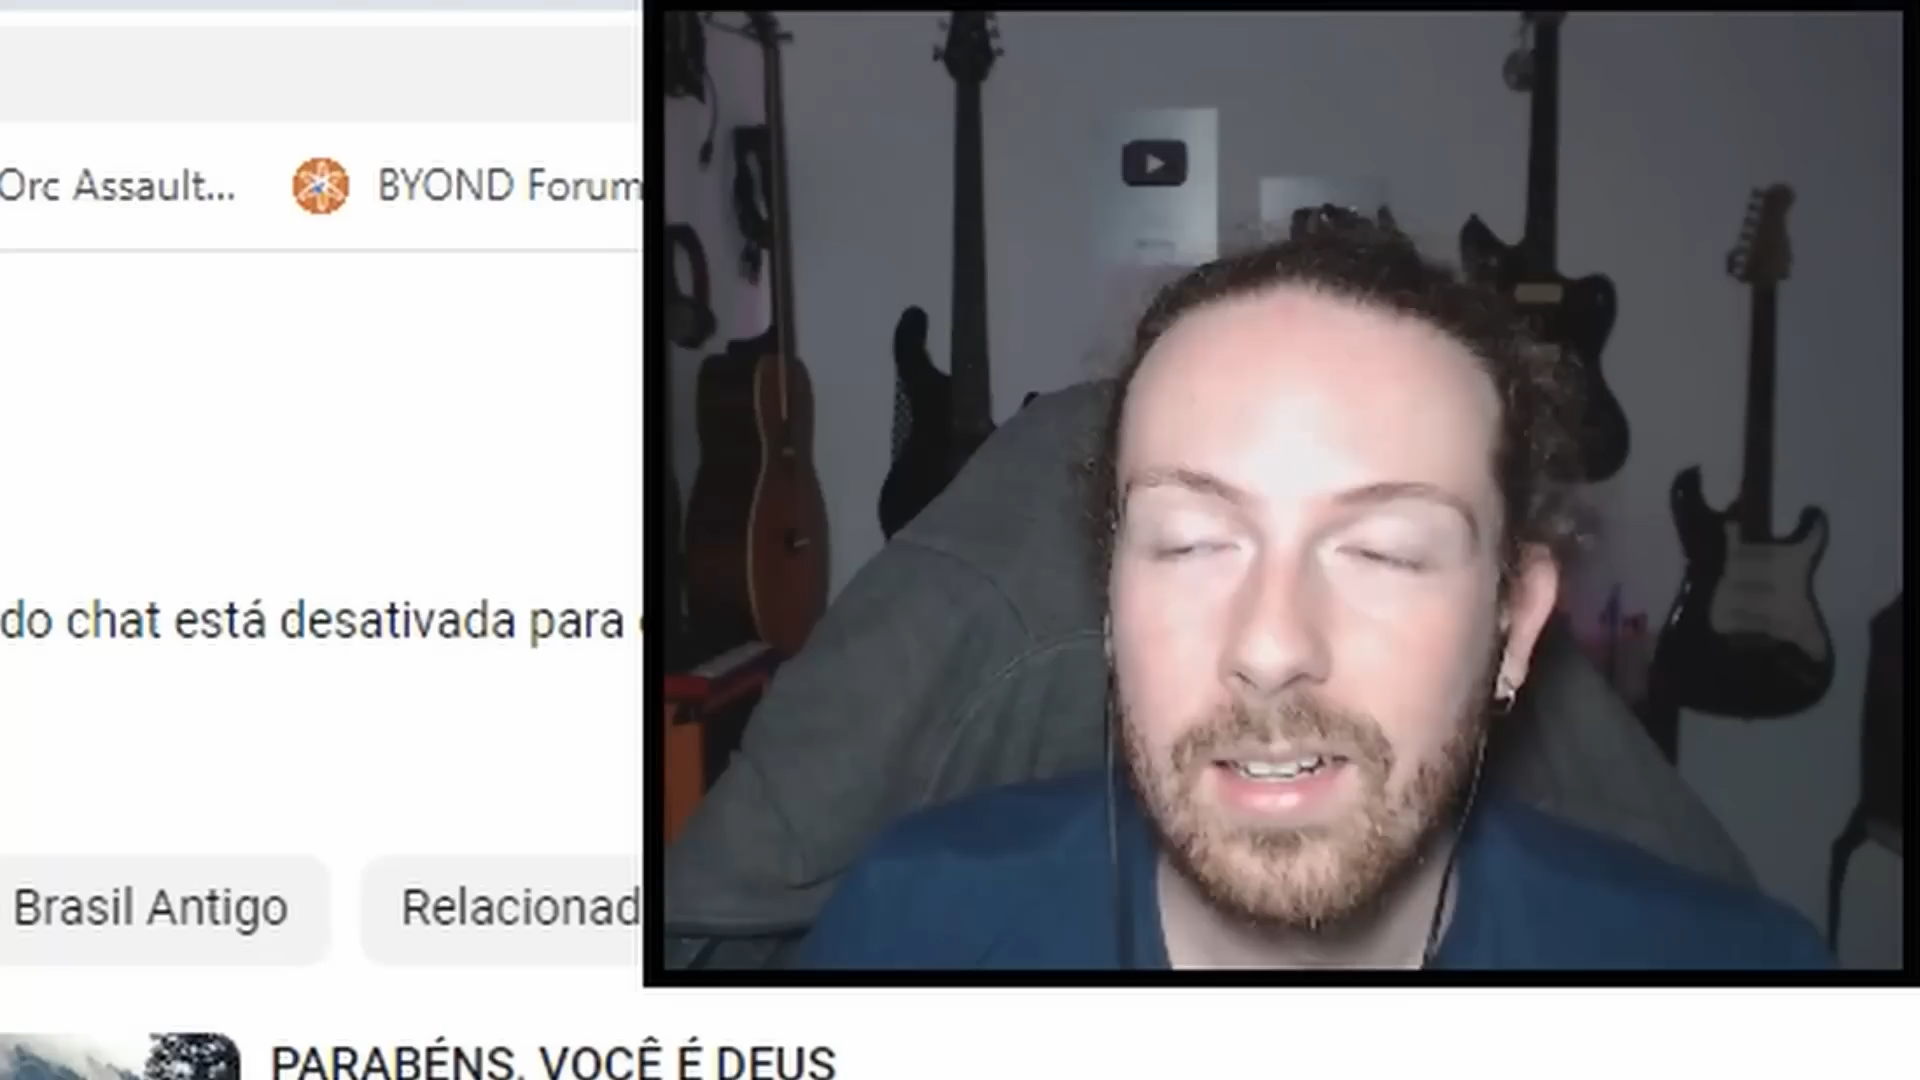 Orc Assault...
BYOND Forum
do chat está desativada para
Brasil Antigo
Relacionad
PARABÉNS, VOCÊ É DEUS